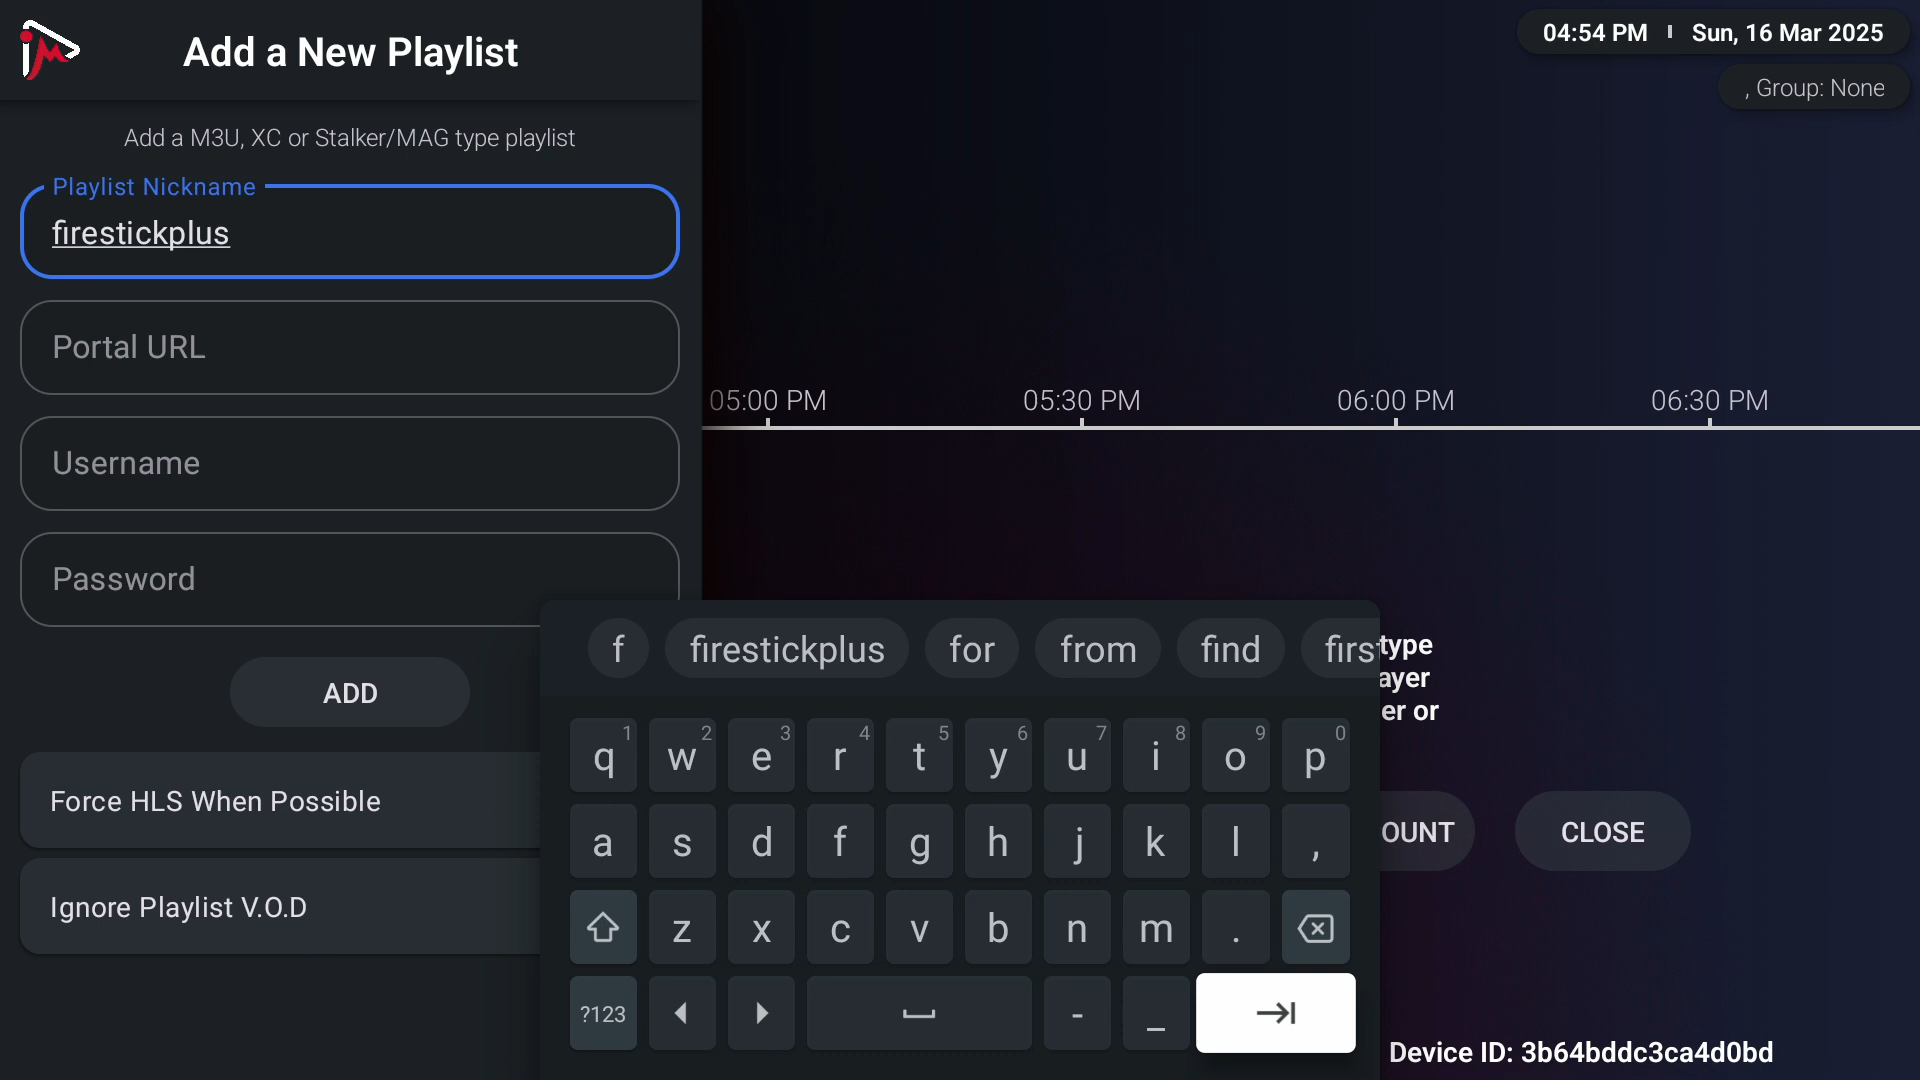 Add a New Playlist
04:54 PM | Sun, 16 Mar 2025
, Group: None
Add a M3U, XC or Stalker/MAG type playlist
Playlist Nickname
firestickplus
Portal URL
05:00 PM 05:30 PM 06:00 PM 06:30 PM
Username
Password
f firestickplus for from find firs
type
ayer
er or
ADD
Force HLS When Possible
Ignore Playlist V.O.D
OUNT CLOSE
1 2 3 4 5 6 7 8 9 0
q w e r t y u i o p
a s d f g h j k l ,
z x c v b n m .
?123 - _
Device ID: 3b64bddc3ca4d0bd